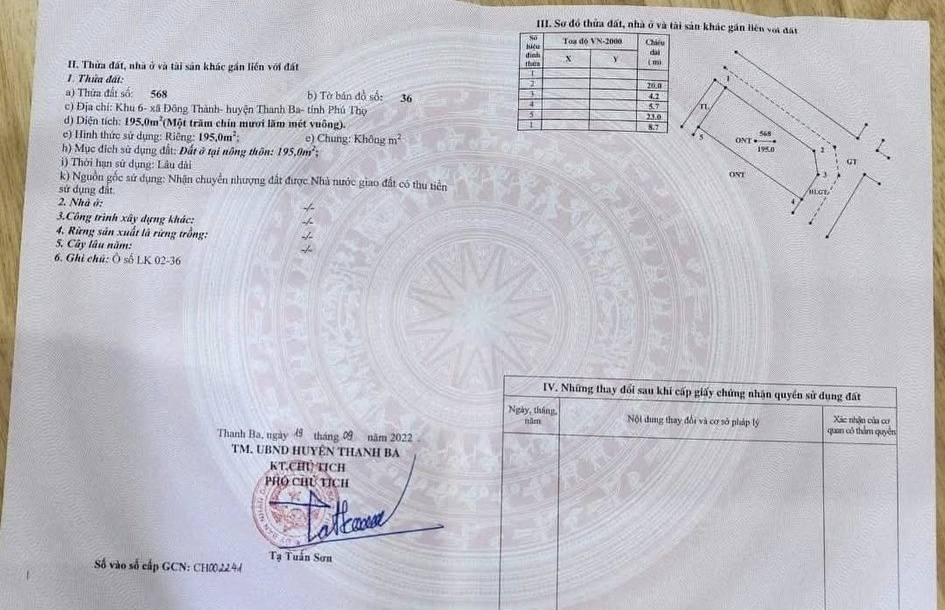 II. Thửa đất, nhà ở và tài sản khác gắn liền với đất
1. Thửa đất:
a) Thửa đất số: 568 b) Tờ bản đồ số: 36
c) Địa chỉ: Khu 6- xã Đông Thành- huyện Thanh Ba- tỉnh Phú Thọ
d) Diện tích: 195,0m²(Một trăm chín mươi lăm mét vuông).
e) Hình thức sử dụng: Riêng: 195,0m²; e) Chung: Không m²
h) Mục đích sử dụng đất: Đất ở tại nông thôn: 195,0m²;
i) Thời hạn sử dụng: Lâu dài
k) Nguồn gốc sử dụng: Nhận chuyển nhượng đất được Nhà nước giao đất có thu tiền
sử dụng đất.
2. Nhà ở: -/-
3.Công trình xây dựng khác: -/-
4. Rừng sản xuất là rừng trồng: -/-
5. Cây lâu năm: -/-
6. Ghi chú: Ô số LK 02-36
Thanh Ba, ngày 19 tháng 09 năm 2022
TM. UBND HUYỆN THANH BA
KT.CHỦ TỊCH
PHÓ CHỦ TỊCH
Tạ Tuấn Sơn
Số vào sổ cấp GCN: CH002241
III. Sơ đồ thửa đất, nhà ở và tài sản khác gắn liền với đất
Số hiệu đỉnh thửa Toạ độ VN-2000 Chiều dài (m)
X Y
1
2 20.0
3 4.2
4 5.7
5 23.0
1 8.7
1
TL
5
ONT 568
195.0
2
GT
ONT
3
HLGT
4
IV. Những thay đổi sau khi cấp giấy chứng nhận quyền sử dụng đất
Ngày, tháng, năm
Nội dung thay đổi và cơ sở pháp lý
Xác nhận của cơ quan có thẩm quyền